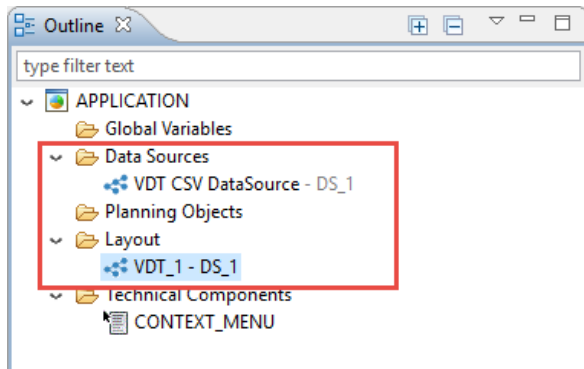 Outline
type filter text
APPLICATION
Global Variables
Data Sources
VDT CSV DataSource - DS_1
Planning Objects
Layout
VDT_1 - DS_1
Technical Components
CONTEXT_MENU